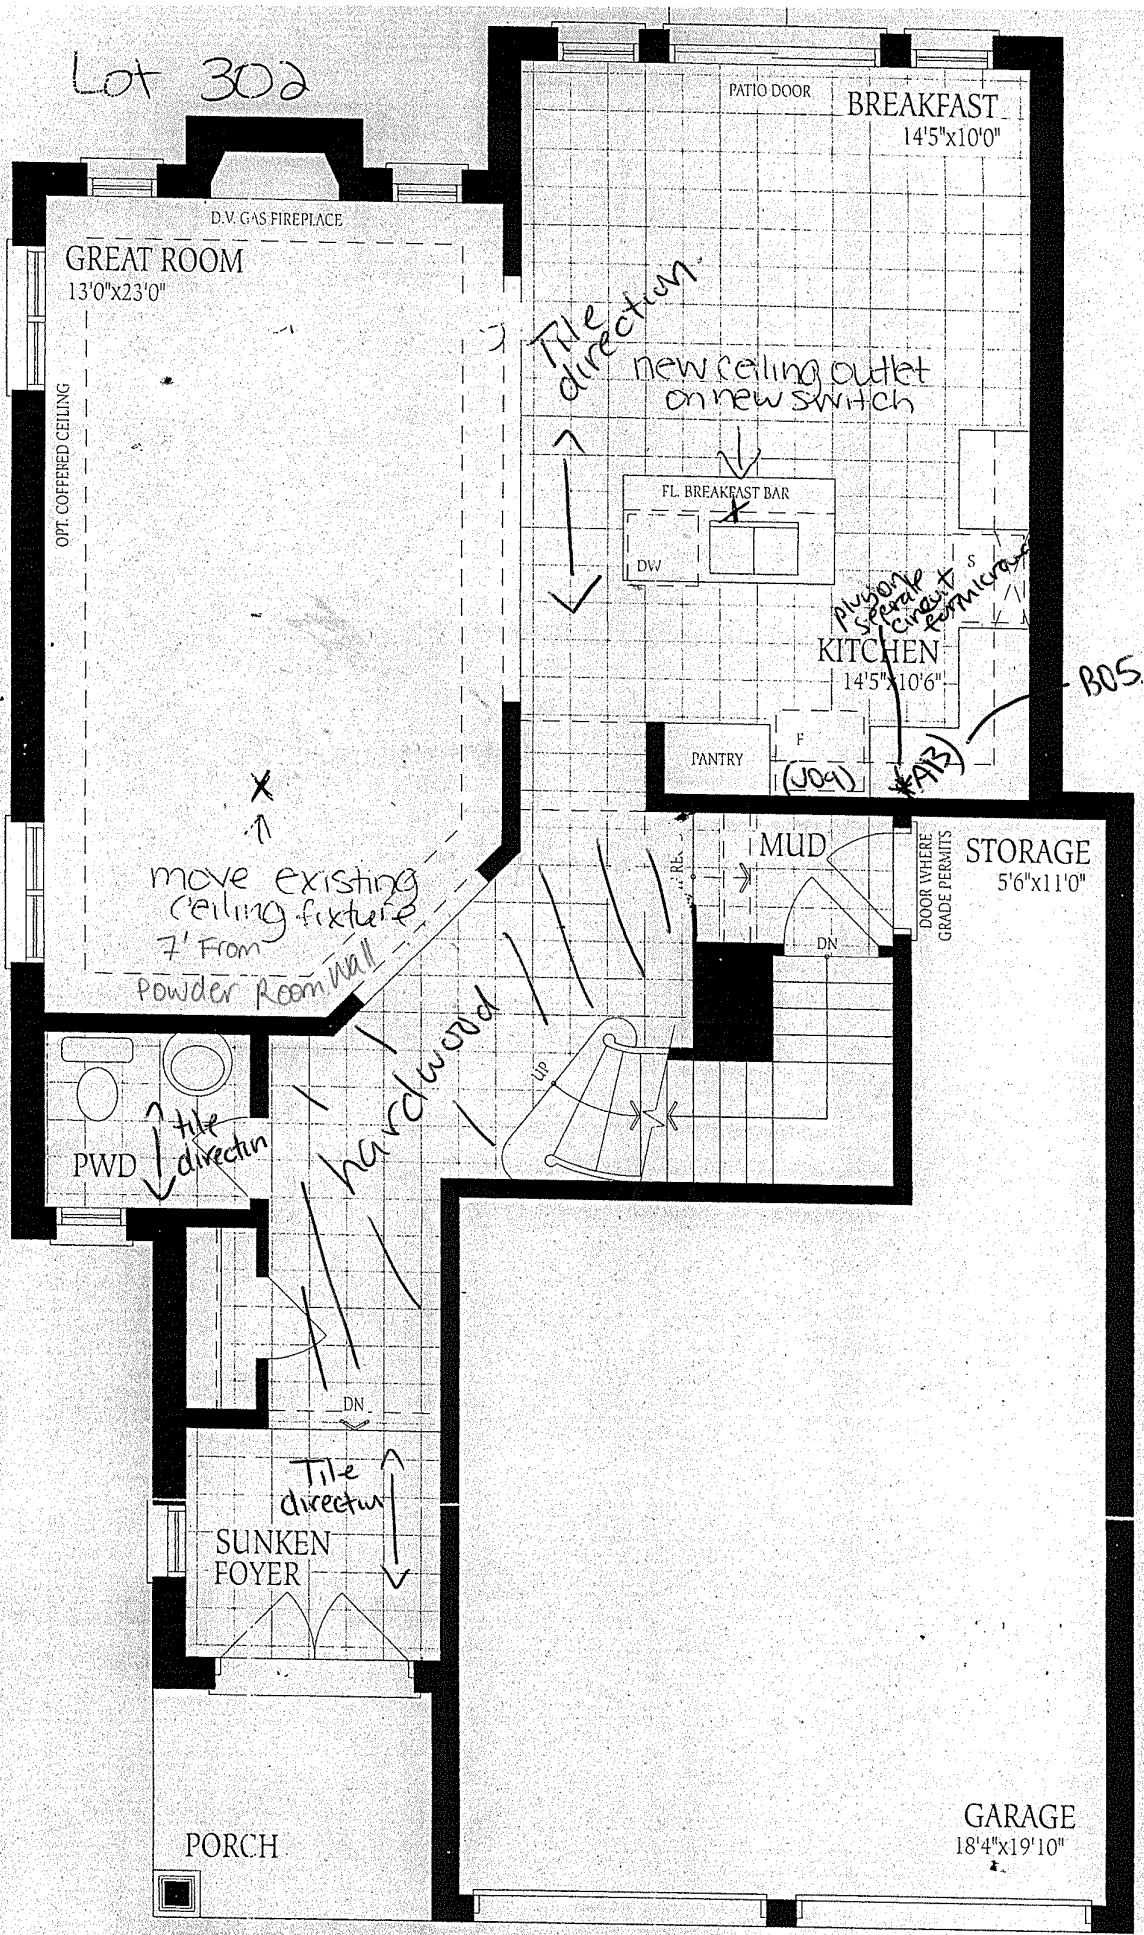 Lot 302
PATIO DOOR
BREAKFAST
14'5"x10'0"
D.V. GAS FIREPLACE
GREAT ROOM
13'0"x23'0"
OPT. COFFERED CEILING
Tile
direction
new ceiling outlet
on new switch
FL. BREAKFAST BAR
X
DW
S
plug on
seprate
circuit
for microwave
KITCHEN
14'5"x10'6"
B05
PANTRY
F
(J09)
*A13)
X
move existing
ceiling fixture
7' From
Powder Room Wall
MUD
DOOR WHERE
GRADE PERMITS
STORAGE
5'6"x11'0"
DN
hardwood
UP
PWD
tile
directin
DN
Tile
directin
SUNKEN
FOYER
PORCH
GARAGE
18'4"x19'10"